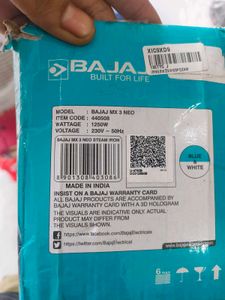 XIC9XD9
BAJAJ
BUILT FOR LIFE
MODEL : BAJAJ MX 3 NEO
ITEM CODE : 440508
WATTAGE : 1250W
VOLTAGE : 230V ~ 50Hz
BAJAJ MX 3 NEO STEAM IRON
8901308403086
BLUE
&
WHITE
MADE IN INDIA
INSIST ON A BAJAJ WARRANTY CARD
ALL BAJAJ PRODUCTS ARE ACCOMPANIED BY
BAJAJ WARRANTY CARD WITH A 3D HOLOGRAM
THE VISUALS ARE INDICATIVE ONLY ACTUAL
PRODUCT MAY DIFFER FROM
THE VISUALS SHOWN
https://www.facebook.com/BajajElectricals
https://twitter.com/BajajElectrical